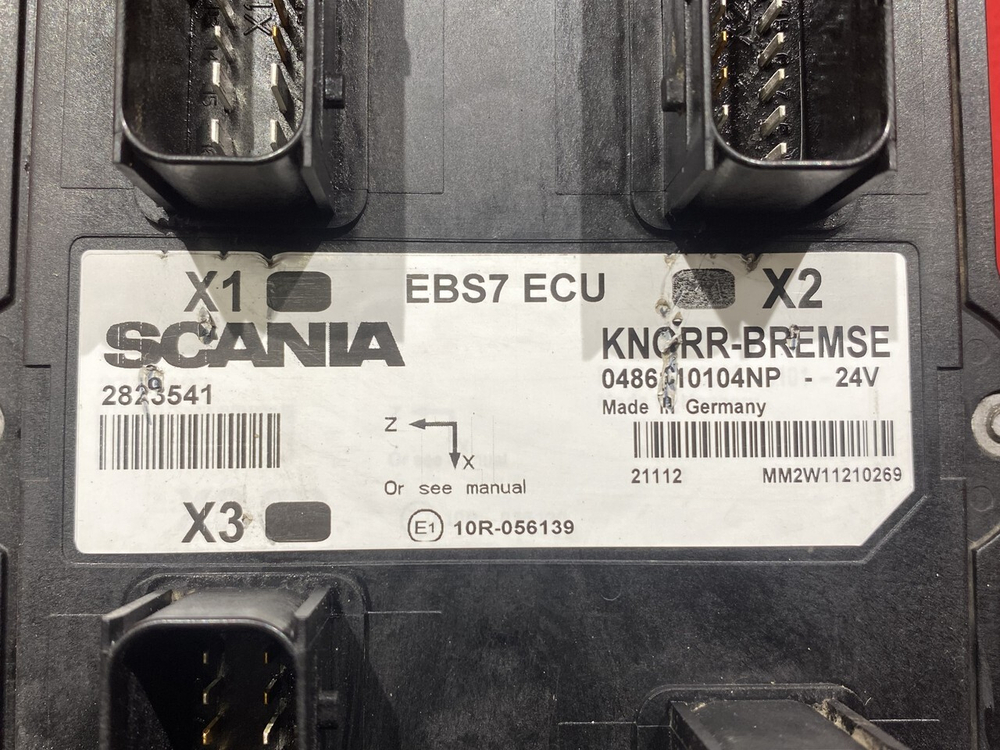 X1
EBS7 ECU
X2
SCANIA
KNORR-BREMSE
2823541
24V
Made in Germany
Z
X
Or see manual
21112
MM2W11210269
X3
E1
10R-056139